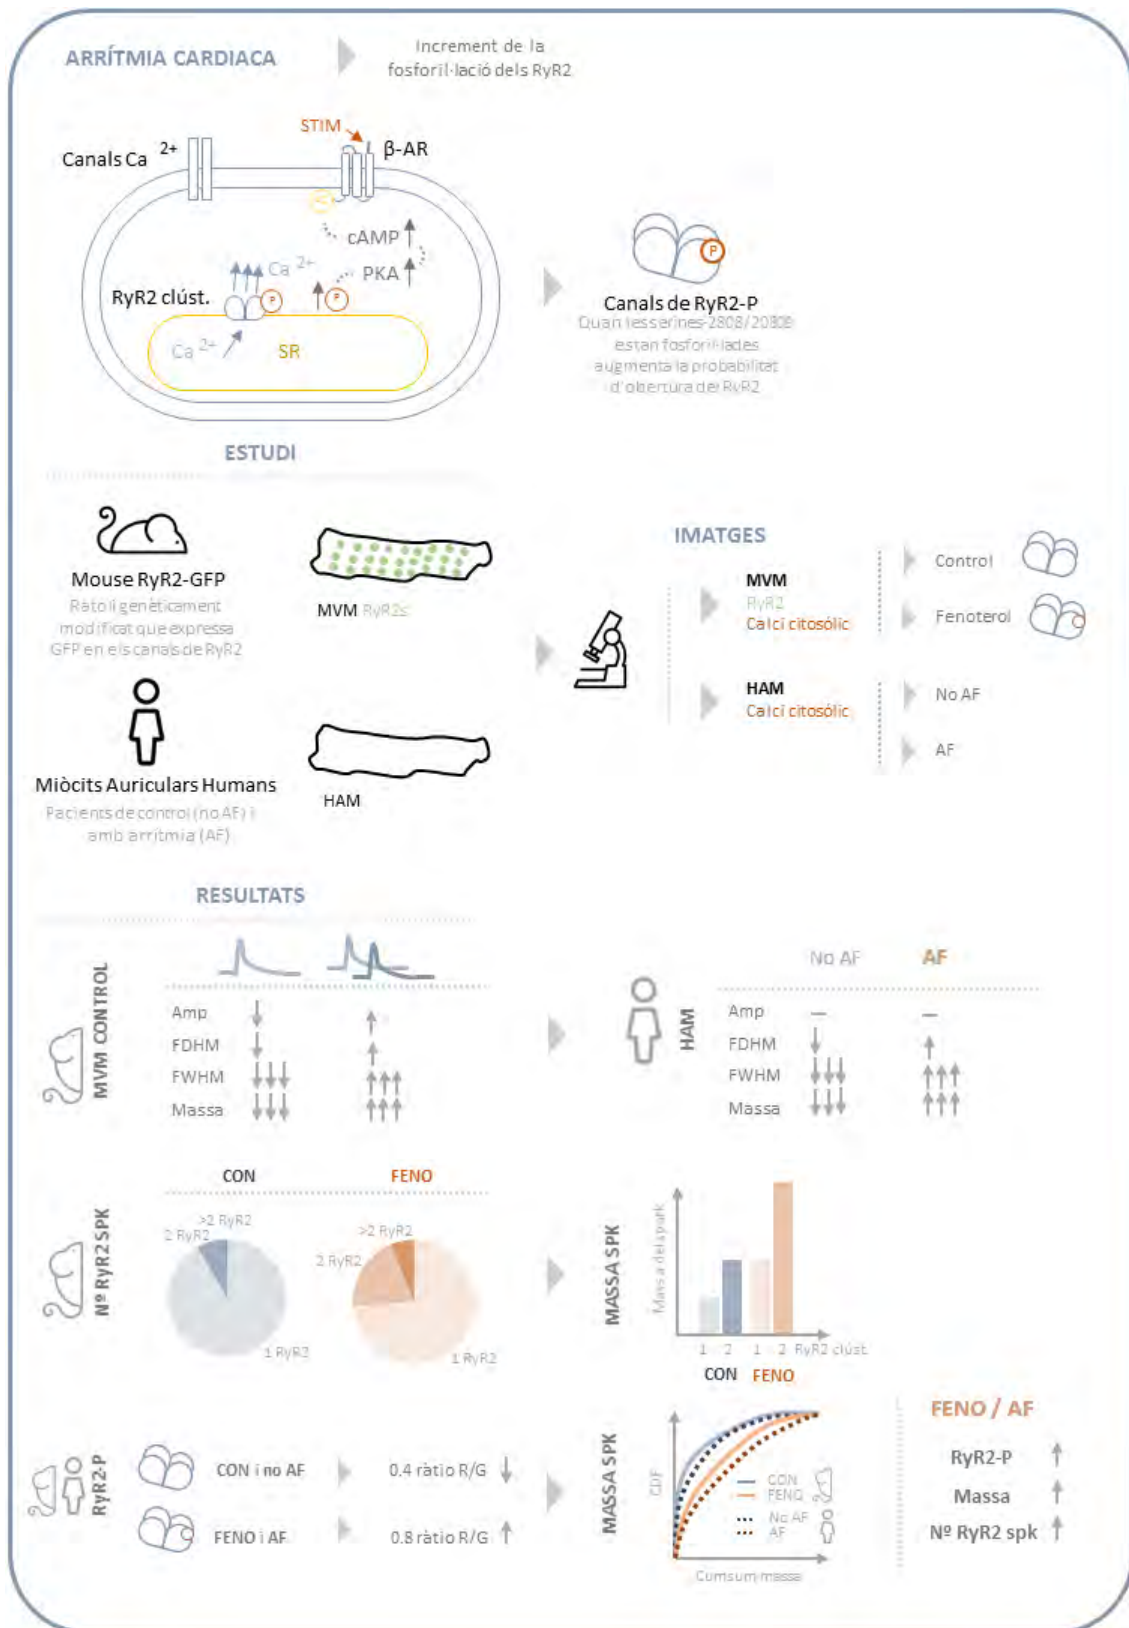 ARRÍTMIA CARDIACA
Increment de la
fosforil·lació dels RyR2
STIM
β-AR
Canals Ca 2+
cAMP
PKA
Ca 2+
RyR2 clúst.
P
P
Ca 2+
SR
P
Canals de RyR2-P
Quan les serines-2808/
estan fosforil·lades
augmenta la probabilitat
d'obertura del RyR2
ESTUDI
Mouse RyR2-GFP
Ratolí genèticament
modificat que expressa
GFP en els canals de RyR2
MVM RyR2s
Miòcits Auriculars Humans
Pacients de control (no AF) i
amb arrítmia (AF)
HAM
IMATGES
MVM
RyR2
Calci citosòlic
Control
Fenoterol
HAM
Calci citosòlic
No AF
AF
RESULTATS
MVM CONTROL
Amp
FDHM
FWHM
Massa
HAM
No AF AF
Amp
FDHM
FWHM
Massa
Nº RyR2 SPK
CON
>2 RyR2
2 RyR2
1 RyR2
FENO
>2 RyR2
2 RyR2
1 RyR2
MASSA SPK
Massa del spark
1 2 1 2 RyR2 clúst.
CON FENO
RyR2-P
CON i no AF
0.4 ràtio R/G
FENO i AF
0.8 ràtio R/G
MASSA SPK
CDF
CON
FENO
No AF
AF
Cumsum massa
FENO / AF
RyR2-P
Massa
Nº RyR2 spk